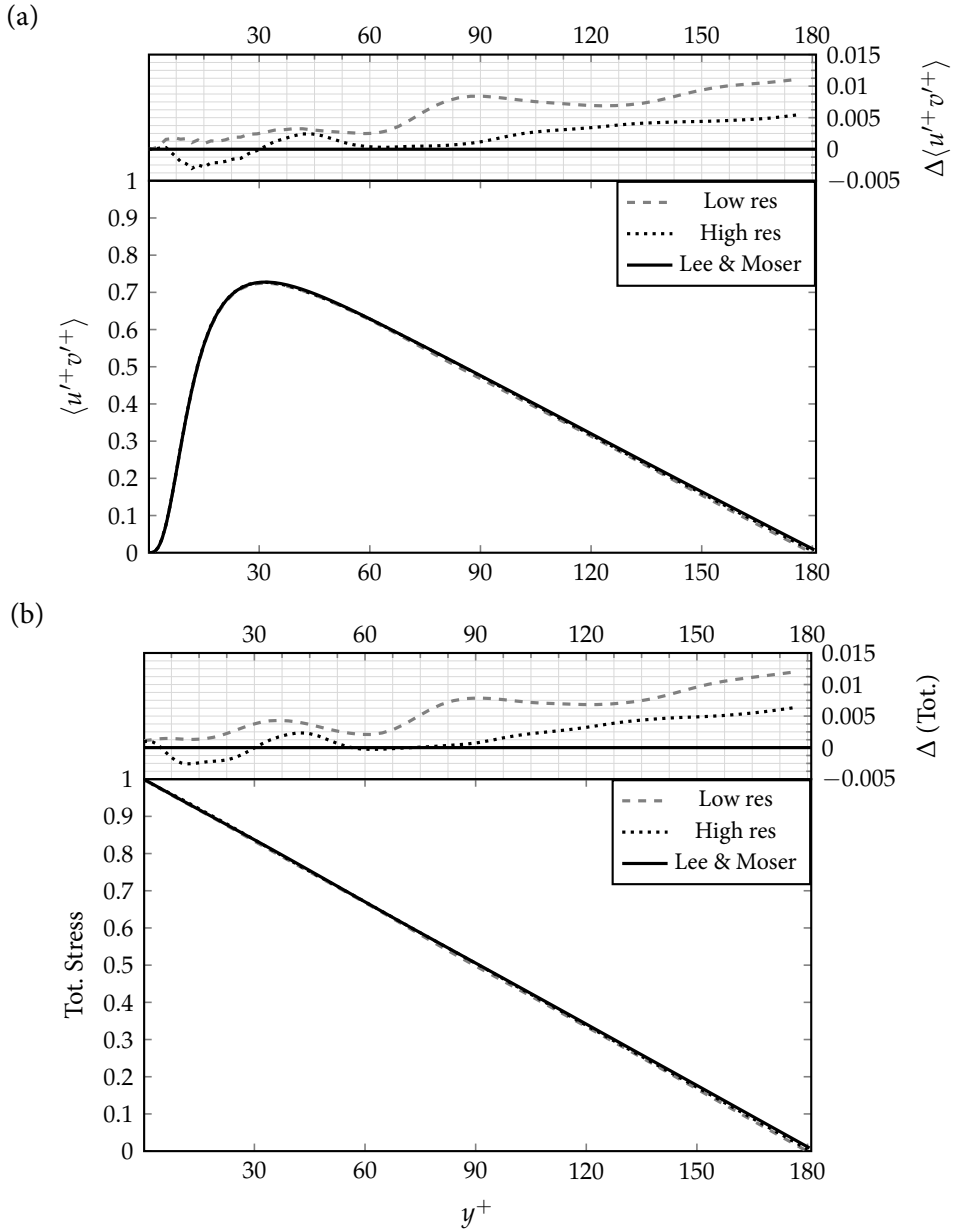 (a)
30 60 90 120 150 180
0.015
0.01
0.005
0
−0.005
Δ⟨u′⁺v′⁺⟩
1
0.9
0.8
0.7
0.6
0.5
0.4
0.3
0.2
0.1
0
⟨u′⁺v′⁺⟩
Low res
High res
Lee & Moser
30 60 90 120 150 180
(b)
30 60 90 120 150 180
0.015
0.01
0.005
0
−0.005
Δ (Tot.)
1
0.9
0.8
0.7
0.6
0.5
0.4
0.3
0.2
0.1
0
Tot. Stress
Low res
High res
Lee & Moser
30 60 90 120 150 180
y⁺